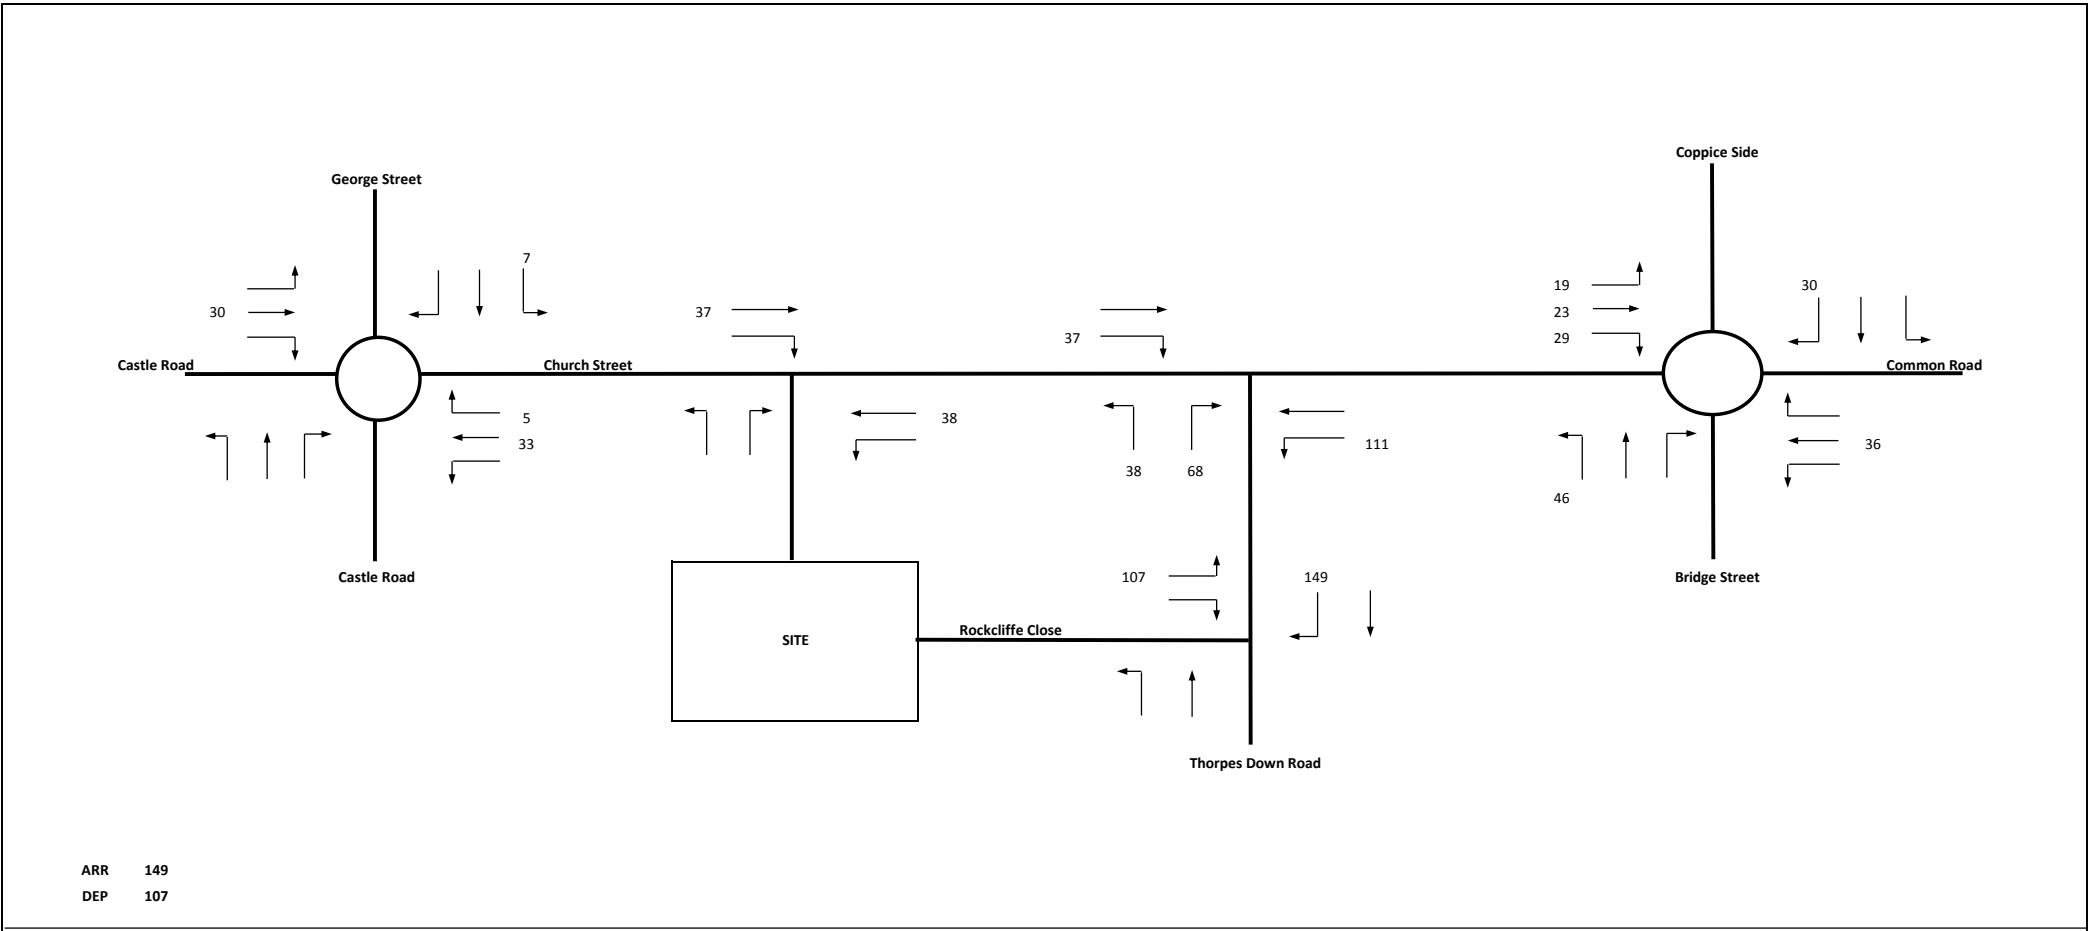 Coppice Side
George Street
7
30
37
37
19
23
29
30
Castle Road
Church Street
Common Road
5
33
38
38
68
111
46
36
Castle Road
107
149
Bridge Street
Rockcliffe Close
SITE
Thorpes Down Road
ARR 149
DEP 107